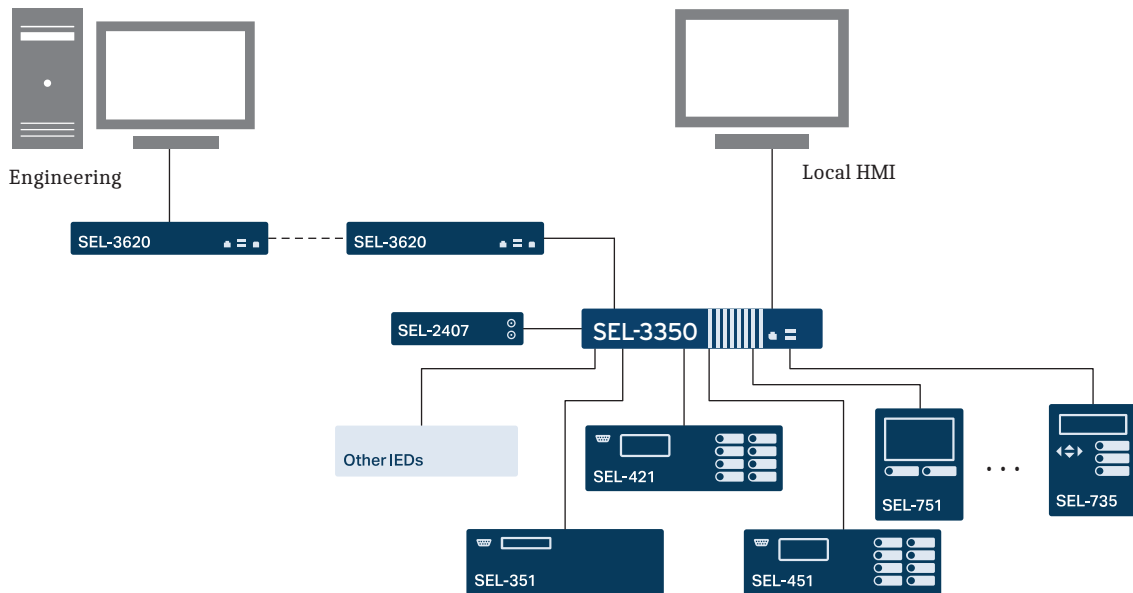 Engineering
Local HMI
SEL-3620
SEL-3620
SEL-2407
SEL-3350
Other IEDs
SEL-421
SEL-751
. . .
SEL-735
SEL-351
SEL-451